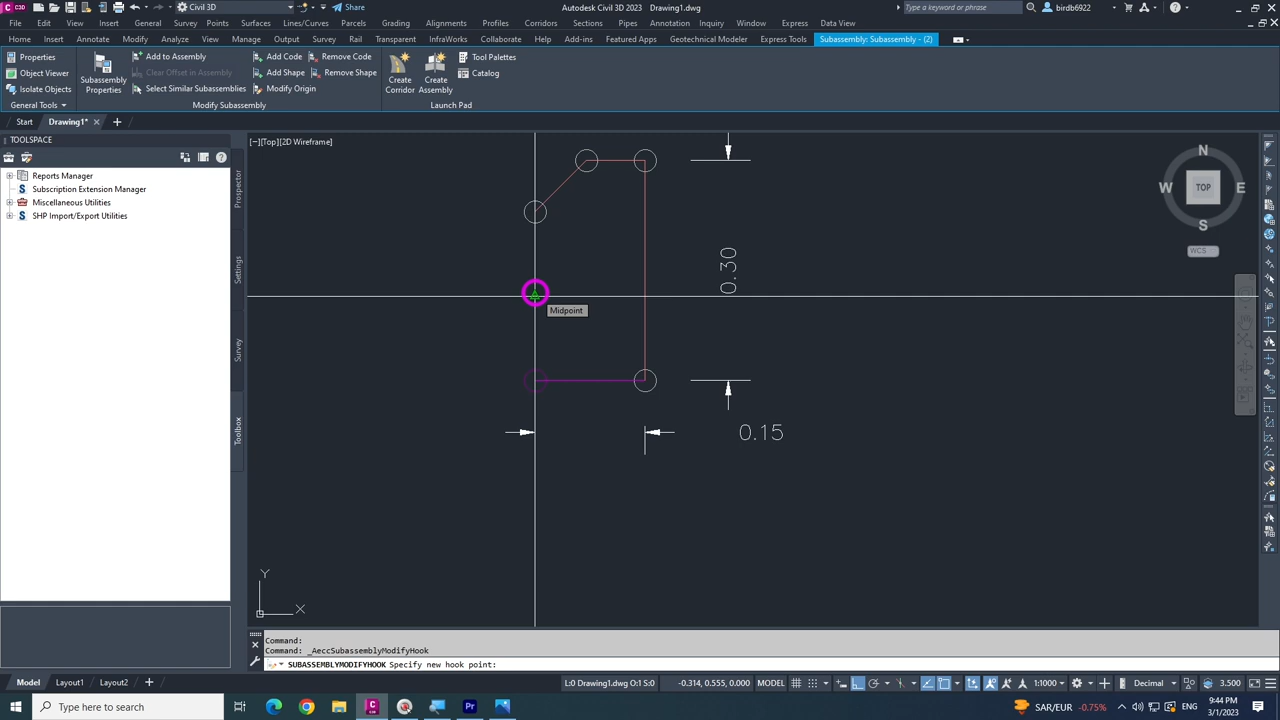 C3D
Civil 3D
Share
Autodesk Civil 3D 2023 Drawing1.dwg
Type a keyword or phrase
birdb6922
File Edit View Insert General Survey Points Surfaces Lines/Curves Parcels Grading Alignments Profiles Corridors Sections Pipes Annotation Inquiry Window Express Data View
Home Insert Annotate Modify Analyze View Manage Output Survey Rail Transparent InfraWorks Collaborate Help Add-ins Featured Apps Geotechnical Modeler Express Tools Subassembly: Subassembly - (2)
Properties
Object Viewer
Isolate Objects
General Tools
Subassembly
Properties
Add to Assembly
Clear Offset in Assembly
Select Similar Subassemblies
Add Code
Remove Code
Add Shape
Remove Shape
Modify Origin
Modify Subassembly
Create
Corridor
Create
Assembly
Tool Palettes
Catalog
Launch Pad
Start
Drawing1*
TOOLSPACE
Reports Manager
Subscription Extension Manager
Miscellaneous Utilities
SHP Import/Export Utilities
Prospector
Settings
Survey
Toolbox
[−][Top][2D Wireframe]
N
W
TOP
E
S
WCS
0.30
Midpoint
0.15
Y
X
Command:
Command: _AeccSubassemblyModifyHook
SUBASSEMBLYMODIFYHOOK Specify new hook point:
Model Layout1 Layout2
L:0 Drawing1.dwg O:1 S:0
-0.314, 0.555, 0.000
MODEL
1:1000
Decimal
3.500
Type here to search
SAR/EUR -0.75%
9:44 PM
3/1/2023